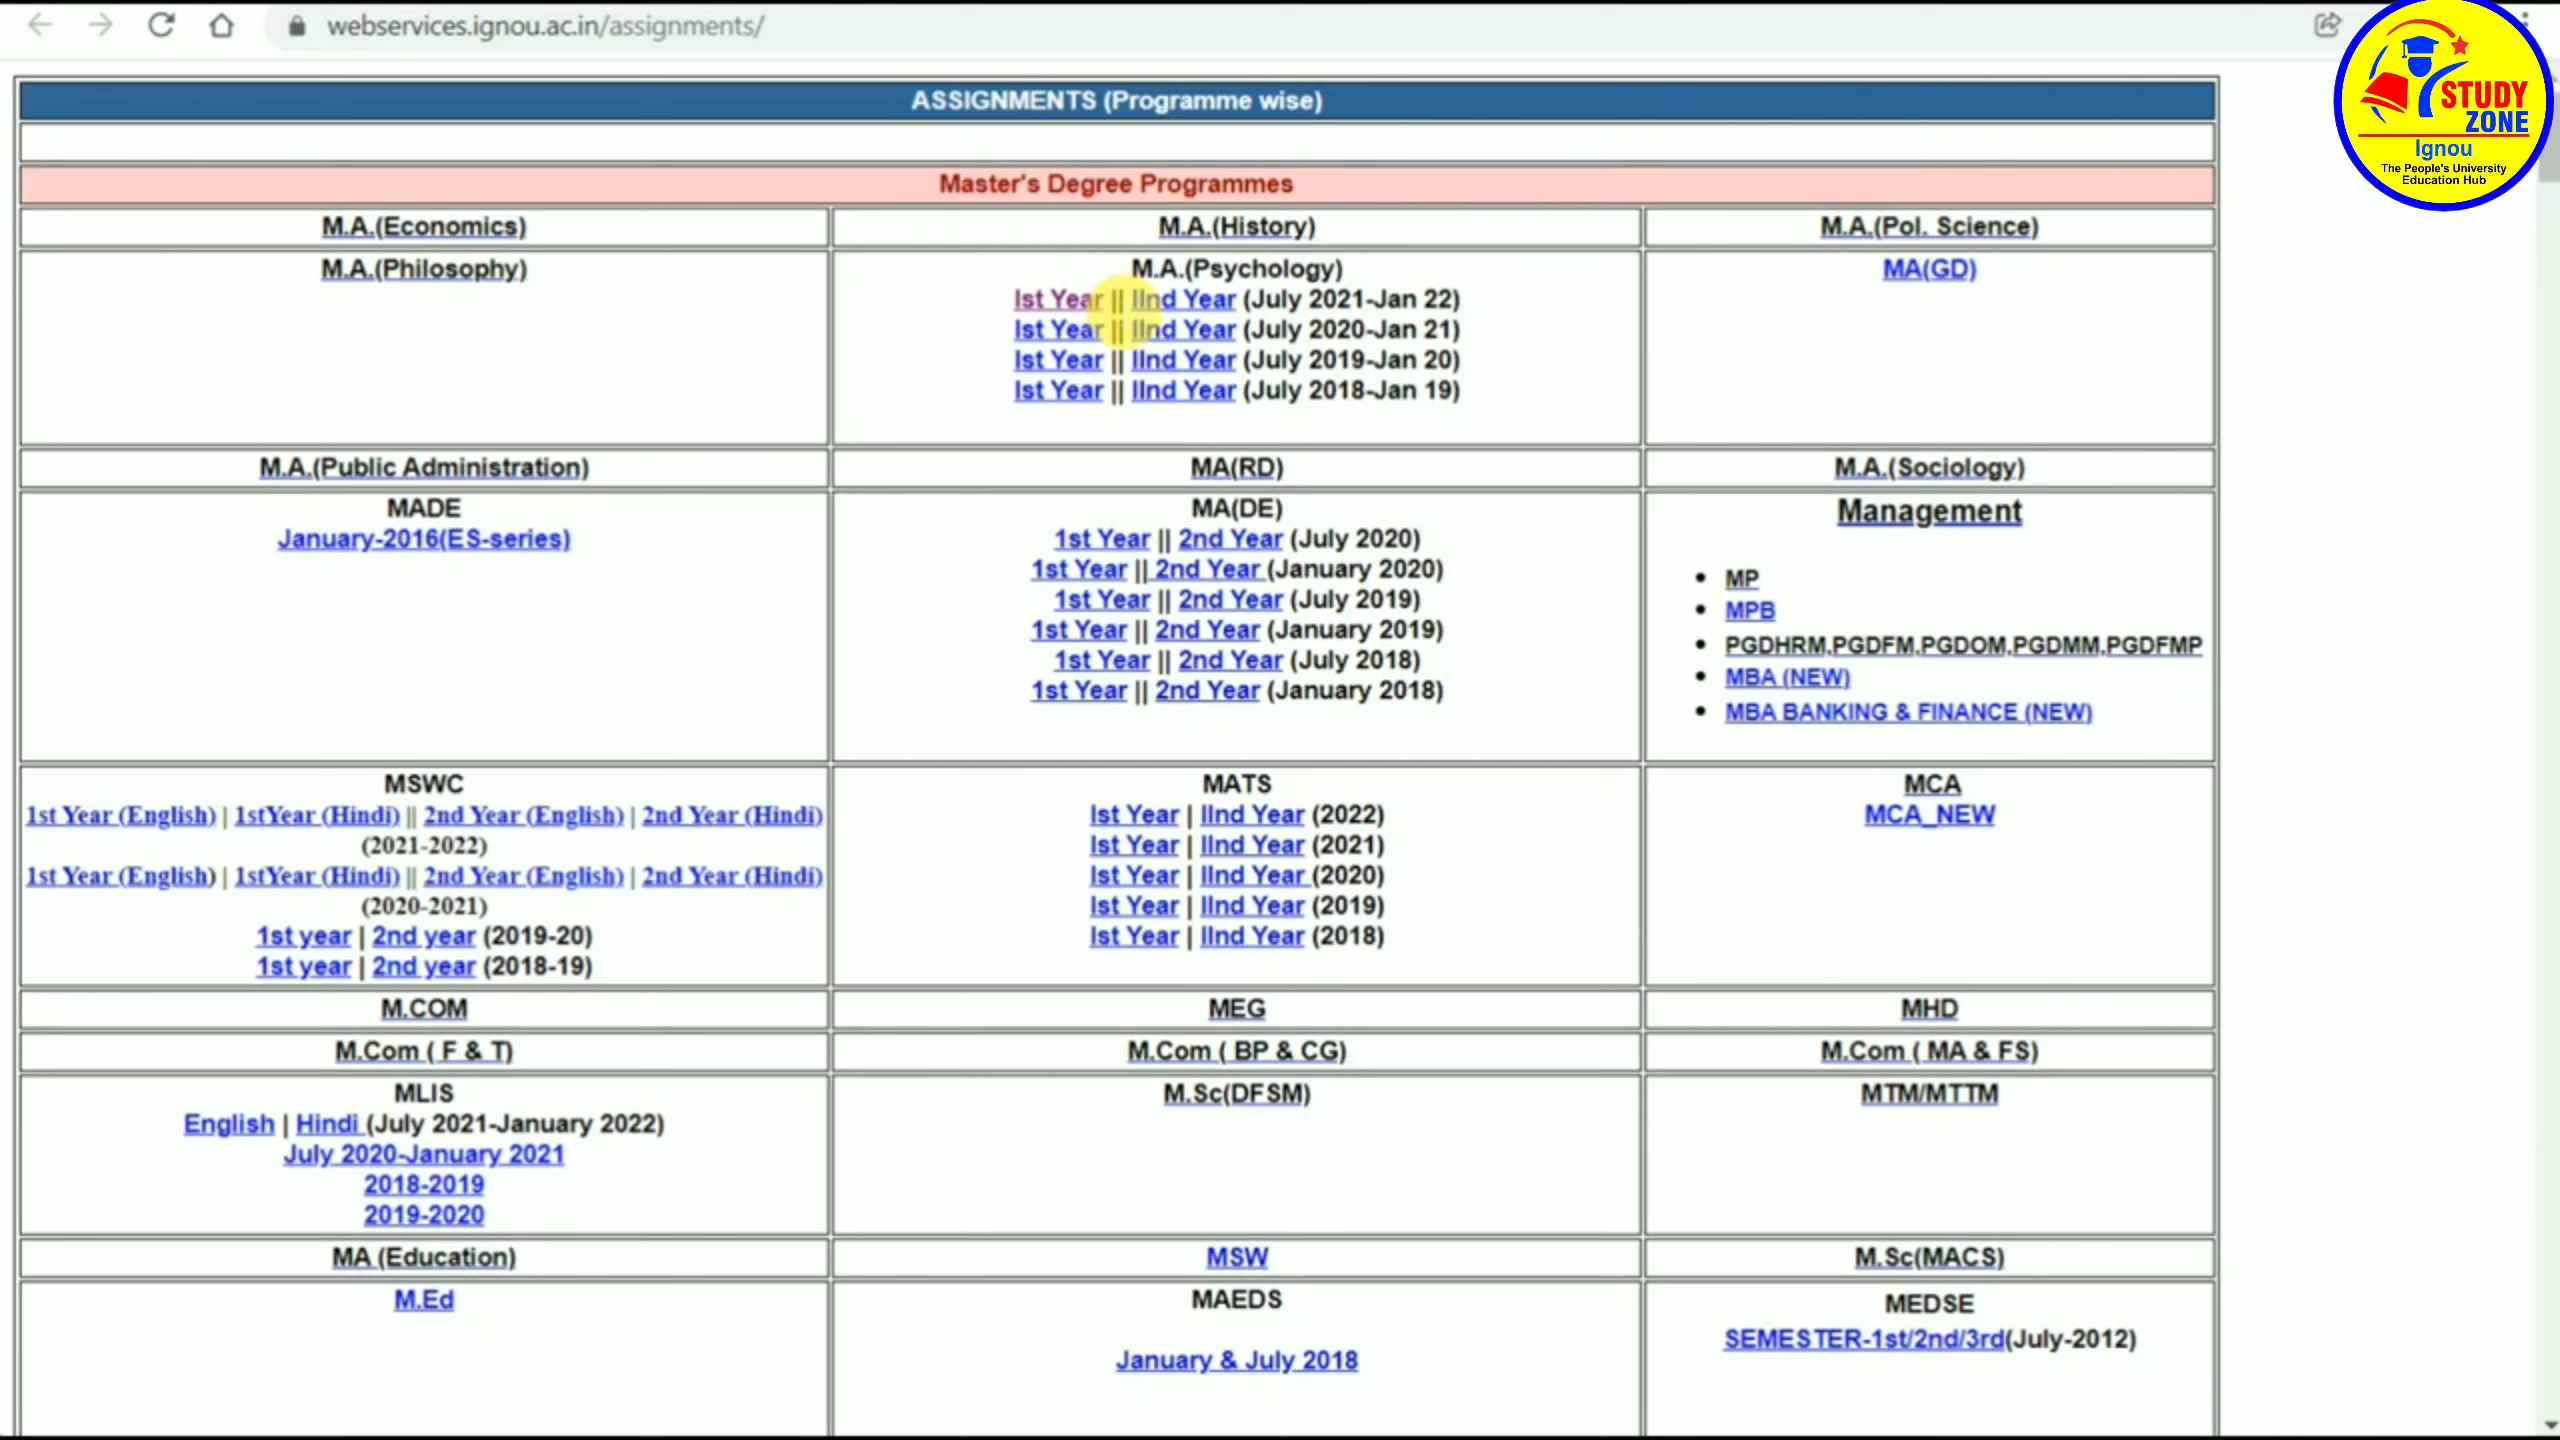 webservices.ignou.ac.in/assignments/
STUDY
ZONE
Ignou
The People's University
Education Hub
ASSIGNMENTS (Programme wise)
Master's Degree Programmes
M.A.(Economics)
M.A.(History)
M.A.(Pol. Science)
M.A.(Philosophy)
M.A.(Psychology)
Ist Year || IInd Year (July 2021-Jan 22)
Ist Year || IInd Year (July 2020-Jan 21)
Ist Year || IInd Year (July 2019-Jan 20)
Ist Year || IInd Year (July 2018-Jan 19)
MA(GD)
M.A.(Public Administration)
MA(RD)
M.A.(Sociology)
MADE
January-2016(ES-series)
MA(DE)
1st Year || 2nd Year (July 2020)
1st Year || 2nd Year (January 2020)
1st Year || 2nd Year (July 2019)
1st Year || 2nd Year (January 2019)
1st Year || 2nd Year (July 2018)
1st Year || 2nd Year (January 2018)
Management
• MP
• MPB
• PGDHRM,PGDFM,PGDOM,PGDMM,PGDFMP
• MBA (NEW)
• MBA BANKING & FINANCE (NEW)
MSWC
1st Year (English) | 1stYear (Hindi) || 2nd Year (English) | 2nd Year (Hindi)
(2021-2022)
1st Year (English) | 1stYear (Hindi) || 2nd Year (English) | 2nd Year (Hindi)
(2020-2021)
1st year | 2nd year (2019-20)
1st year | 2nd year (2018-19)
MATS
Ist Year | IInd Year (2022)
Ist Year | IInd Year (2021)
Ist Year | IInd Year (2020)
Ist Year | IInd Year (2019)
Ist Year | IInd Year (2018)
MCA
MCA_NEW
M.COM
MEG
MHD
M.Com ( F & T)
M.Com ( BP & CG)
M.Com ( MA & FS)
MLIS
English | Hindi (July 2021-January 2022)
July 2020-January 2021
2018-2019
2019-2020
M.Sc(DFSM)
MTM/MTTM
MA (Education)
MSW
M.Sc(MACS)
M.Ed
MAEDS
January & July 2018
MEDSE
SEMESTER-1st/2nd/3rd(July-2012)